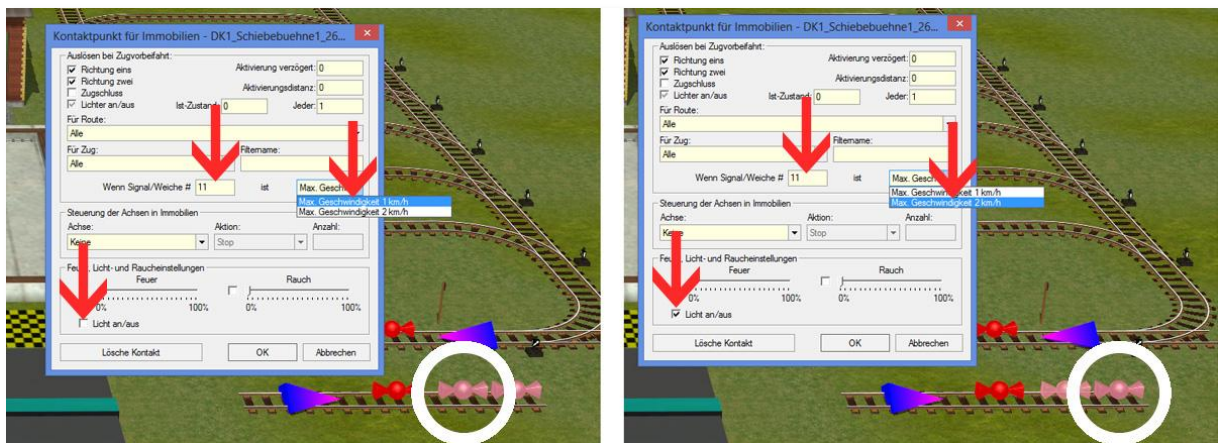 Kontaktpunkt für Immobilien - DK1_Schiebebuehne1_26...
Auslösen bei Zugvorbeifahrt:
Richtung eins
Aktivierung verzögert: 0
Richtung zwei
Aktivierungsdistanz: 0
Zugschluss
Lichter an/aus
Ist-Zustand: 0
Jeder: 1
Für Route:
Alle
Für Zug:
Filtername:
Alle
Wenn Signal/Weiche # 11 ist Max. Geschw
Max. Geschwindigkeit 1 km/h
Max. Geschwindigkeit 2 km/h
Steuerung der Achsen in Immobilien
Achse:
Aktion:
Anzahl:
Keine
Stop
Licht- und Raucheinstellungen
Feuer
Rauch
0% 100%
0% 100%
Licht an/aus
Lösche Kontakt
OK
Abbrechen
Kontaktpunkt für Immobilien - DK1_Schiebebuehne1_26...
Auslösen bei Zugvorbeifahrt:
Richtung eins
Aktivierung verzögert: 0
Richtung zwei
Aktivierungsdistanz: 0
Zugschluss
Lichter an/aus
Ist-Zustand: 0
Jeder: 1
Für Route:
Alle
Für Zug:
Filtername:
Alle
Wenn Signal/Weiche # 11 ist Max. Gesch
Max. Geschwindigkeit 1 km/h
Max. Geschwindigkeit 2 km/h
Steuerung der Achsen in Immobilien
Achse:
Aktion:
Anzahl:
Stop
Licht- und Raucheinstellungen
Feuer
Rauch
0% 100%
0% 100%
Licht an/aus
Lösche Kontakt
OK
Abbrechen